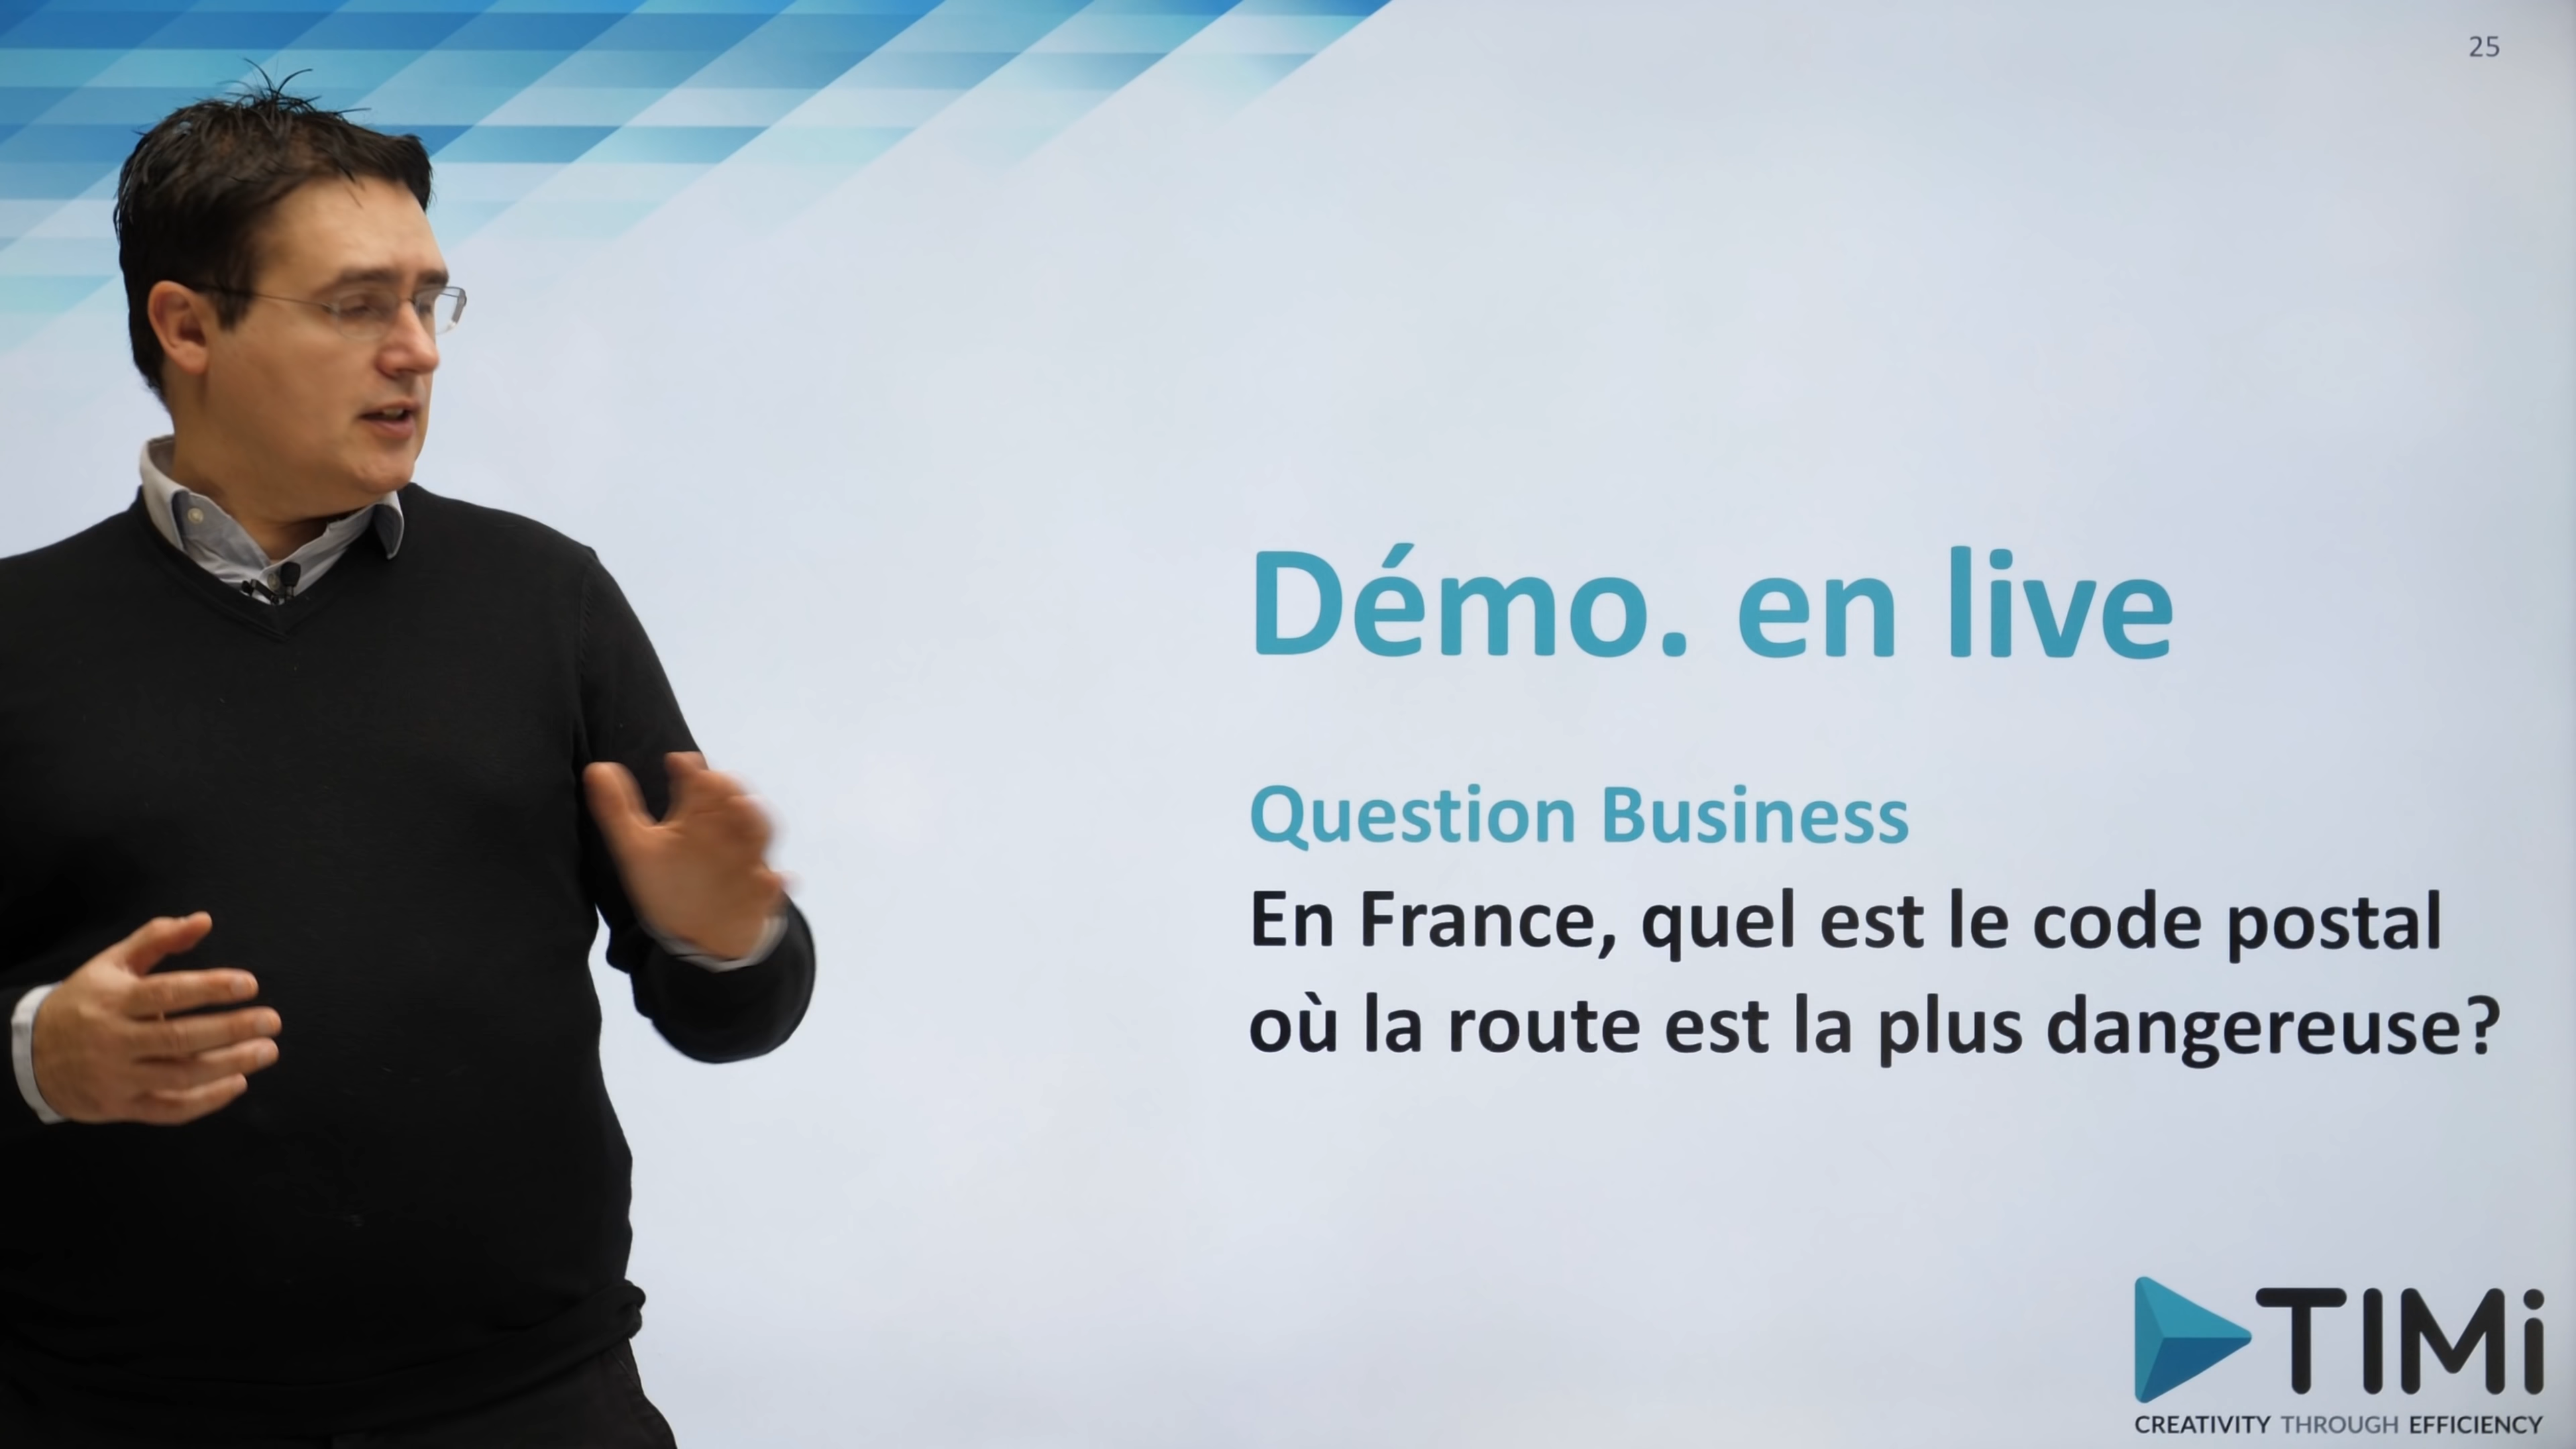 25
Démo. en live
Question Business
En France, quel est le code postal
où la route est la plus dangereuse?
TIMi
CREATIVITY THROUGH EFFICIENCY